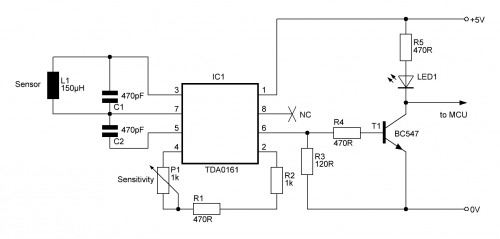 +5V
R5
470R
LED1
to MCU
T1
BC547
R4
470R
R3
120R
0V
IC1
TDA0161
3
7
5
4
1
8
6
2
NC
Sensor
L1
150µH
470pF
C1
470pF
C2
P1
1k
Sensitivity
R1
470R
R2
1k